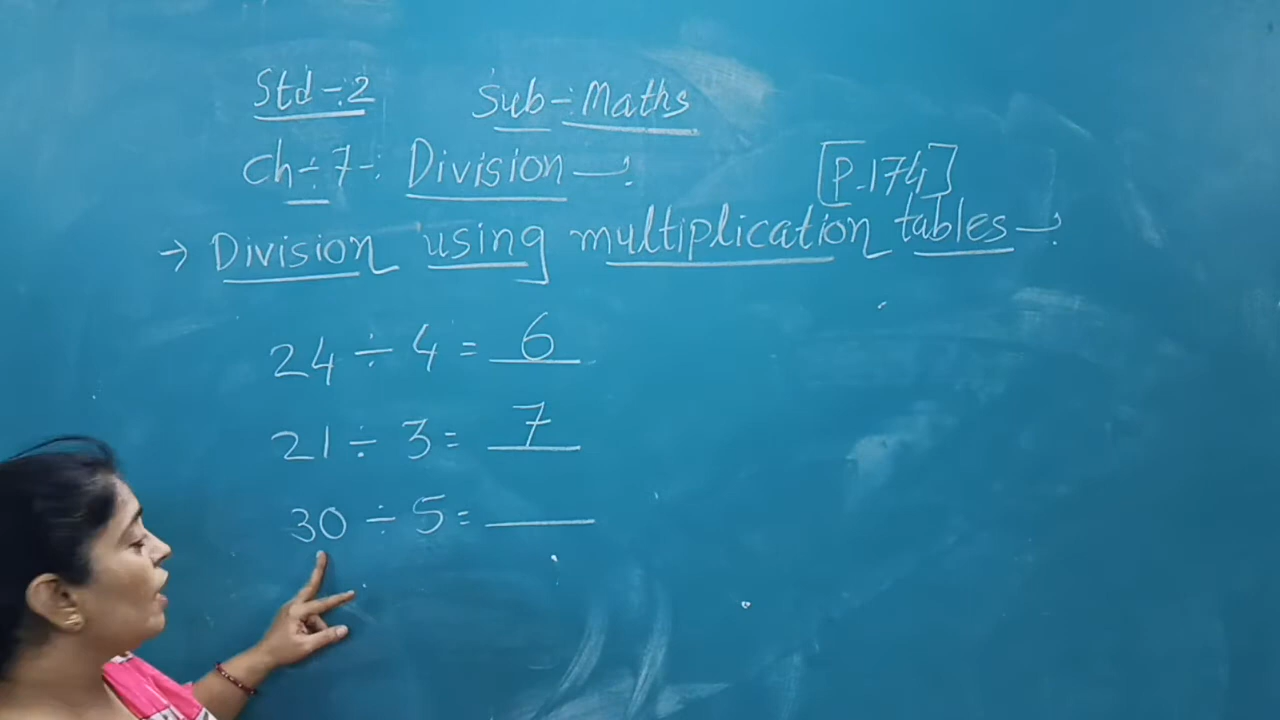 Std-:2 Sub-:Maths
Ch-:7-: Division-:
[P.174]
→ Division using multiplication tables-:
24 ÷ 4 = 6
21 ÷ 3 = 7
30 ÷ 5 = ____